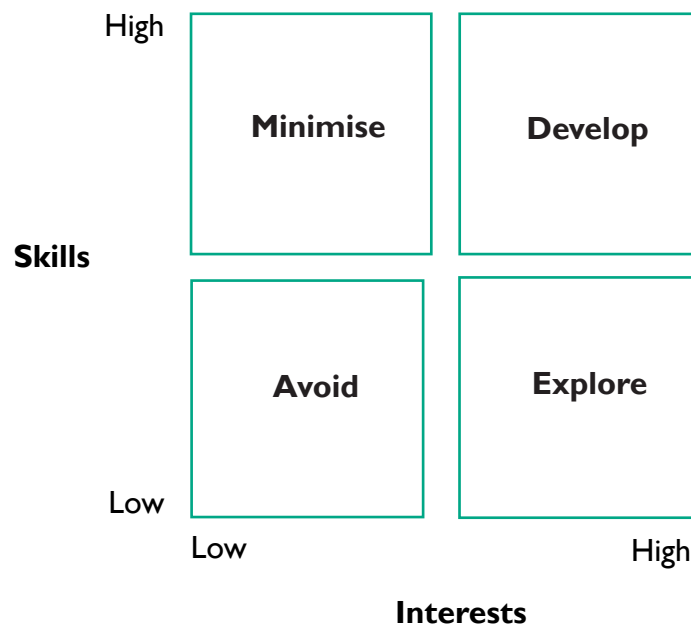 High
Minimise
Develop
Skills
Avoid
Explore
Low
Low
High
Interests